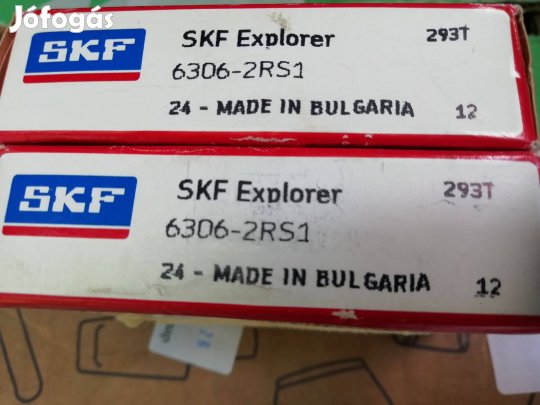 Jófogás
SKF
SKF Explorer 293T
6306-2RS1
24 - MADE IN BULGARIA 12
SKF
SKF Explorer 293T
6306-2RS1
24 - MADE IN BULGARIA 12